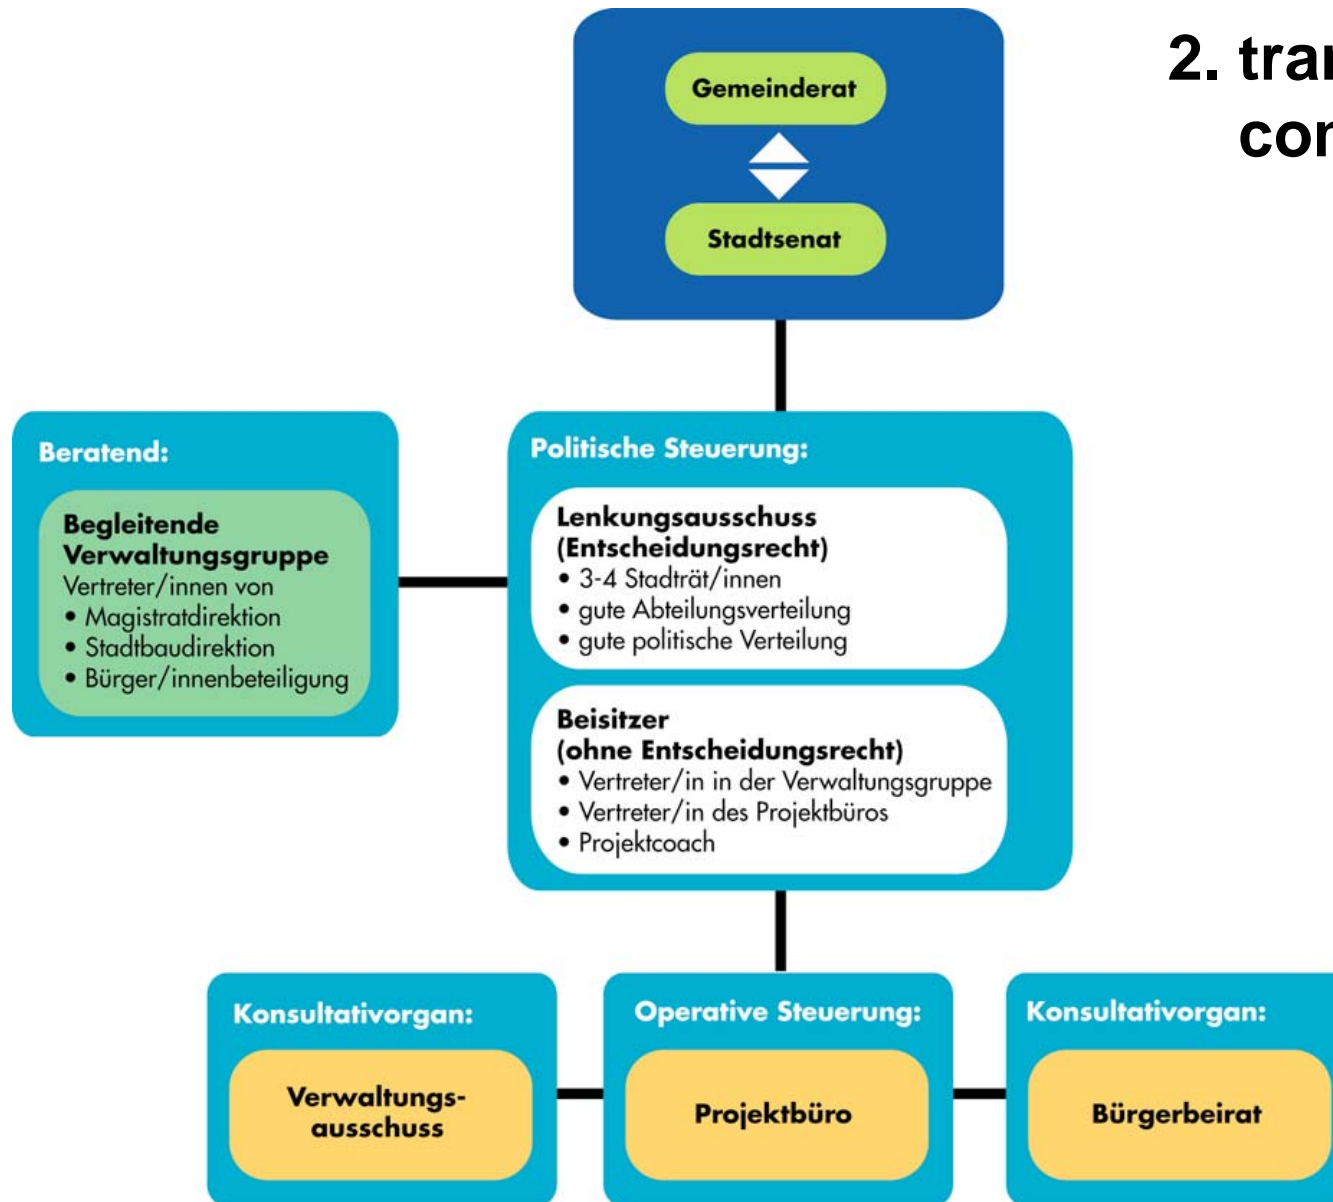 2. 
Gemeinderat
Stadtsenat
Beratend:
Begleitende
Verwaltungsgruppe
Vertreter/innen von
• Magistratdirektion
• Stadtbaudirektion
• Bürger/innenbeteiligung
Politische Steuerung:
Lenkungsausschuss
(Entscheidungsrecht)
• 3-4 Stadträt/innen
• gute Abteilungsverteilung
• gute politische Verteilung
Beisitzer
(ohne Entscheidungsrecht)
• Vertreter/in in der Verwaltungsgruppe
• Vertreter/in des Projektbüros
• Projektcoach
Konsultativorgan:
Verwaltungs-
ausschuss
Operative Steuerung:
Projektbüro
Konsultativorgan:
Bürgerbeirat